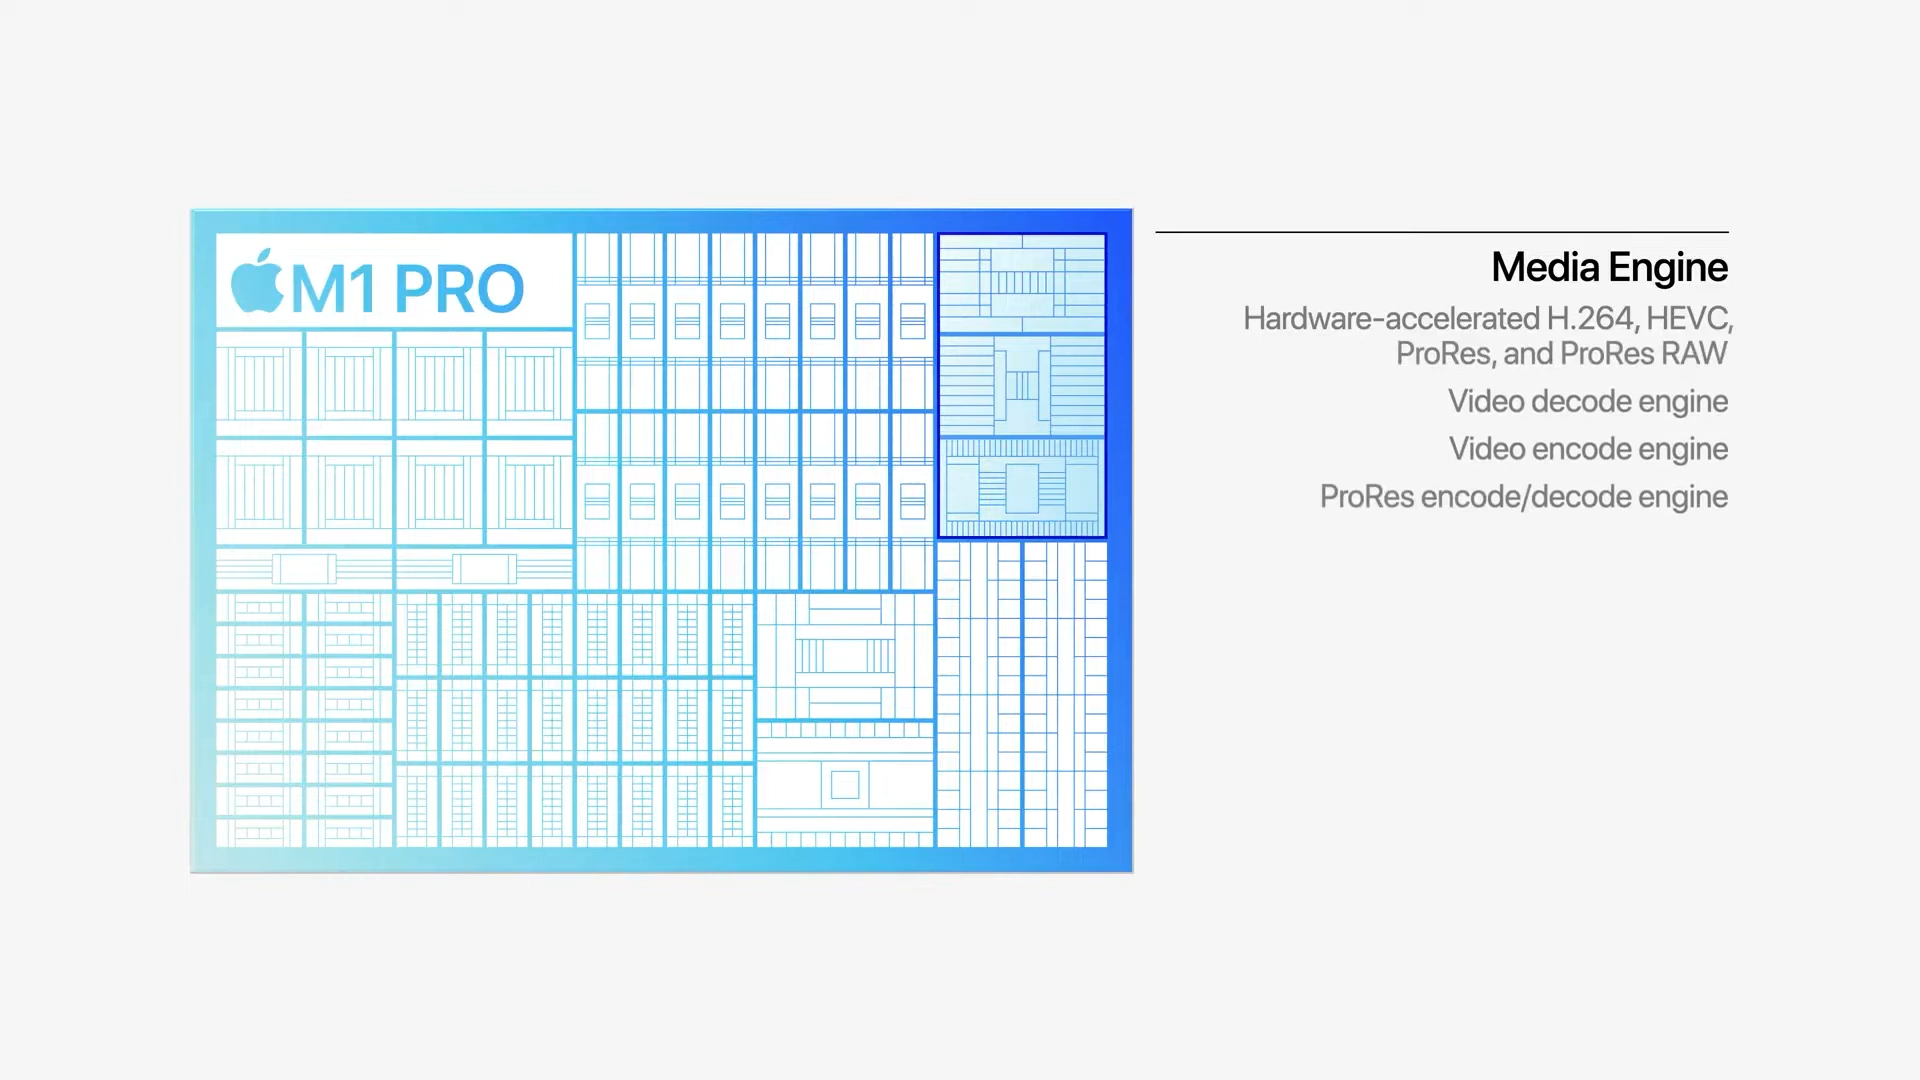 M1 PRO
Media Engine
Hardware-accelerated H.264, HEVC,
ProRes, and ProRes RAW
Video decode engine
Video encode engine
ProRes encode/decode engine